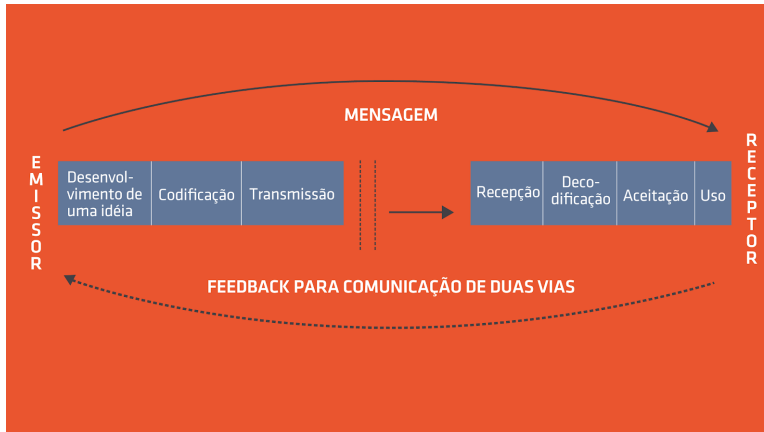 MENSAGEM
EMISSOR
Desenvol-
vimento de
uma idéia
Codificação
Transmissão
Recepção
Deco-
dificação
Aceitação
Uso
RECEPTOR
FEEDBACK PARA COMUNICAÇÃO DE DUAS VIAS